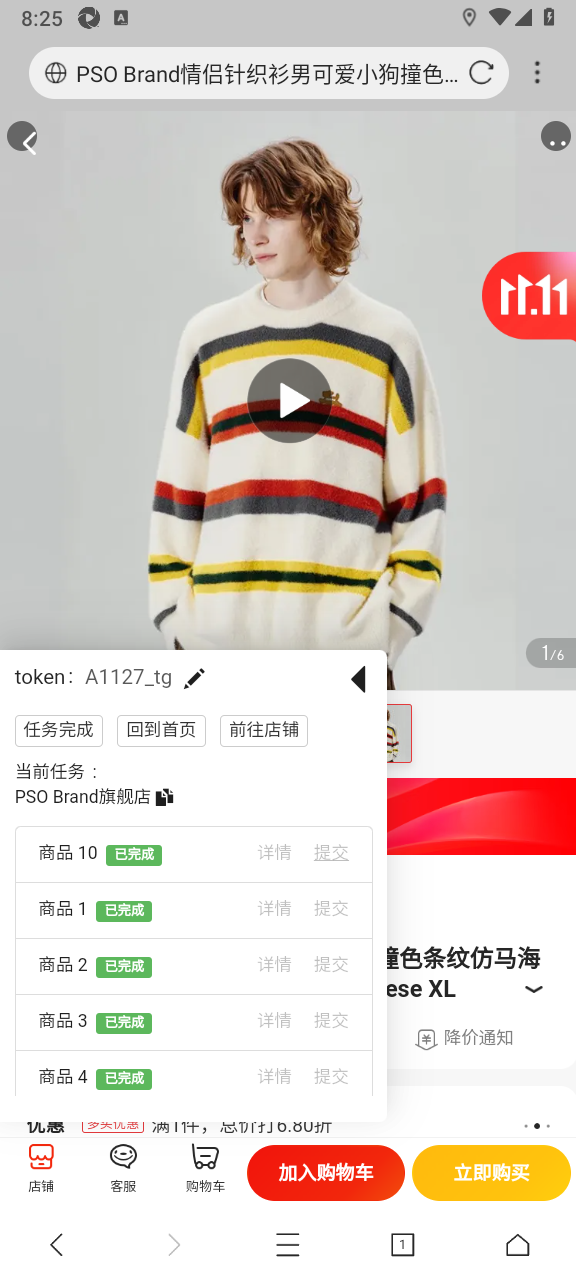 8:25
A
PSO Brand情侣针织衫男可爱小狗撞色...
11.11
1/6
token: A1127_tg
任务完成 回到首页 前往店铺
当前任务：
PSO Brand旗舰店
商品 10 已完成 详情 提交
商品 1 已完成 详情 提交
商品 2 已完成 详情 提交
商品 3 已完成 详情 提交
商品 4 已完成 详情 提交
撞色条纹仿马海
ese XL
降价通知
优惠 多买优惠 满1件，总价打6.80折
店铺 客服 购物车 加入购物车 立即购买
1